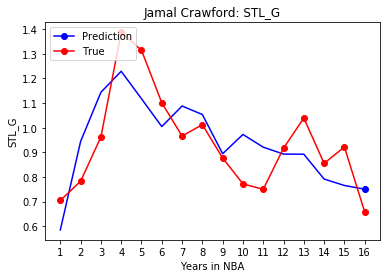 Jamal Crawford: STL_G
Prediction
True
1.4
1.3
1.2
1.1
1.0
0.9
0.8
0.7
0.6
STL_G
1 2 3 4 5 6 7 8 9 10 11 12 13 14 15 16
Years in NBA